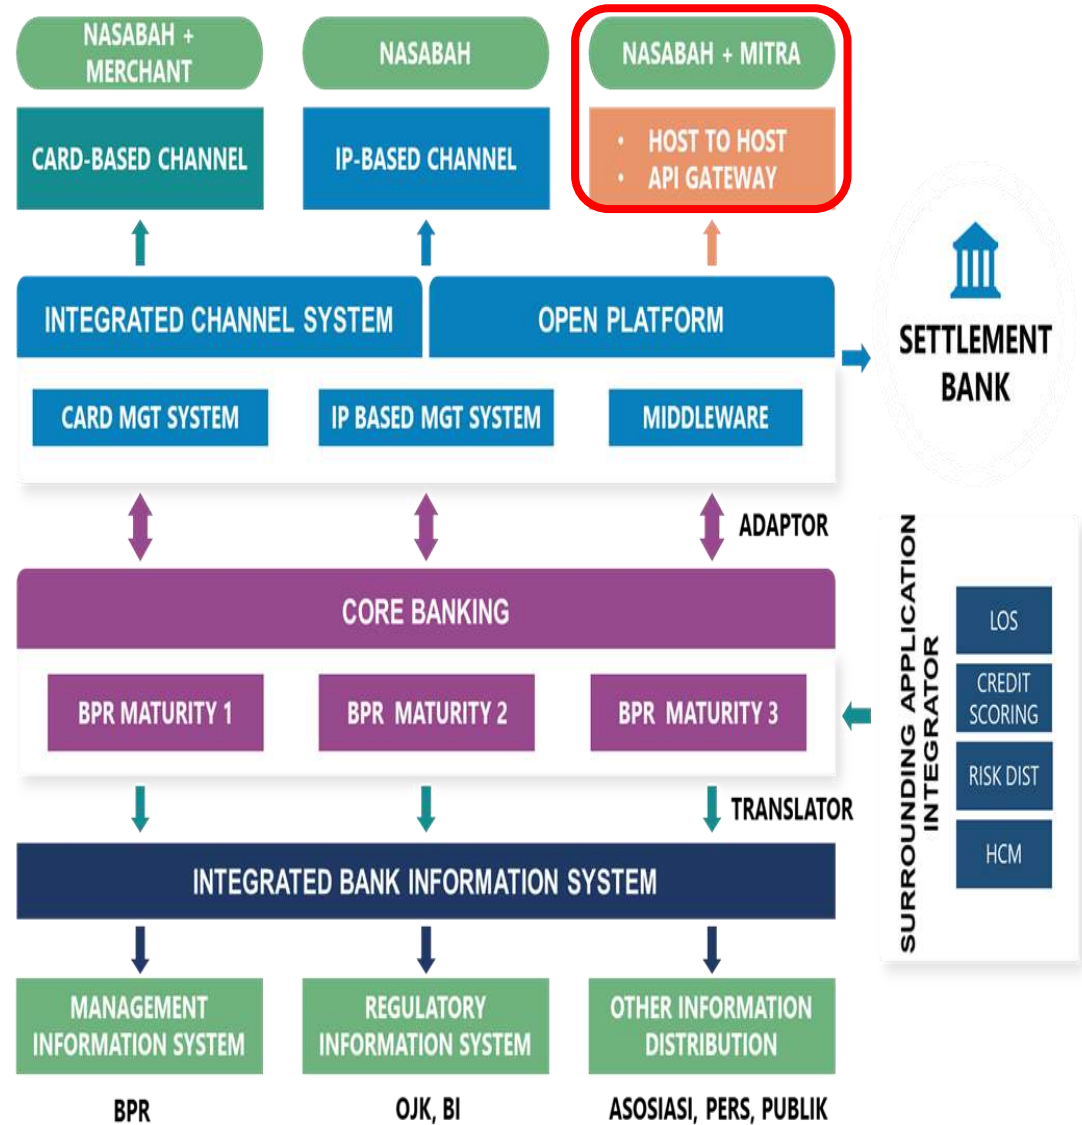 NASABAH +
MERCHANT
NASABAH
NASABAH + MITRA
CARD-BASED CHANNEL
IP-BASED CHANNEL
• HOST TO HOST
• API GATEWAY
INTEGRATED CHANNEL SYSTEM
OPEN PLATFORM
SETTLEMENT
BANK
CARD MGT SYSTEM
IP BASED MGT SYSTEM
MIDDLEWARE
ADAPTOR
CORE BANKING
BPR MATURITY 1
BPR MATURITY 2
BPR MATURITY 3
SURROUNDING APPLICATION
INTEGRATOR
LOS
CREDIT
SCORING
RISK DIST
HCM
TRANSLATOR
INTEGRATED BANK INFORMATION SYSTEM
MANAGEMENT
INFORMATION SYSTEM
REGULATORY
INFORMATION SYSTEM
OTHER INFORMATION
DISTRIBUTION
BPR
OJK, BI
ASOSIASI, PERS, PUBLIK